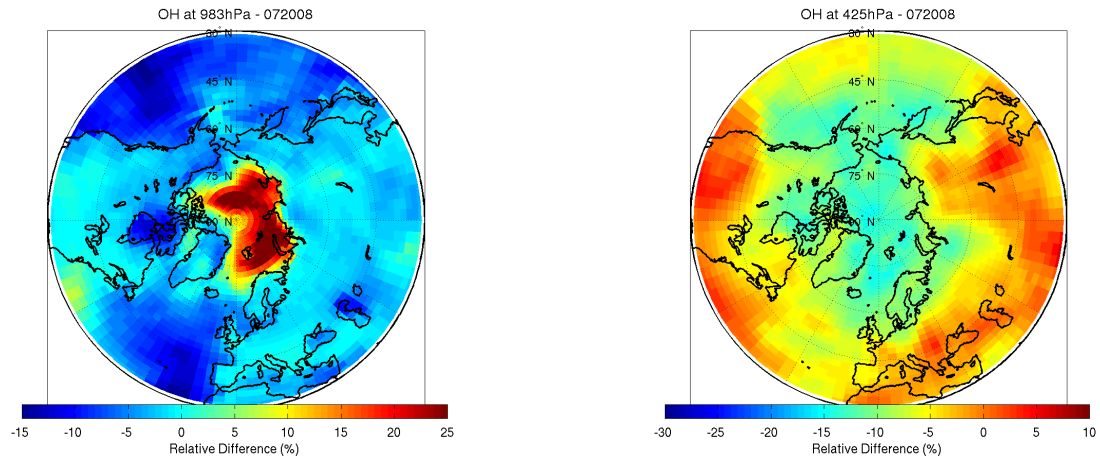 OH at 983hPa - 072008
30° N
45° N
60° N
75° N
90° N
-15 -10 -5 0 5 10 15 20 25
Relative Difference (%)
OH at 425hPa - 072008
30° N
45° N
60° N
75° N
90° N
-30 -25 -20 -15 -10 -5 0 5 10
Relative Difference (%)